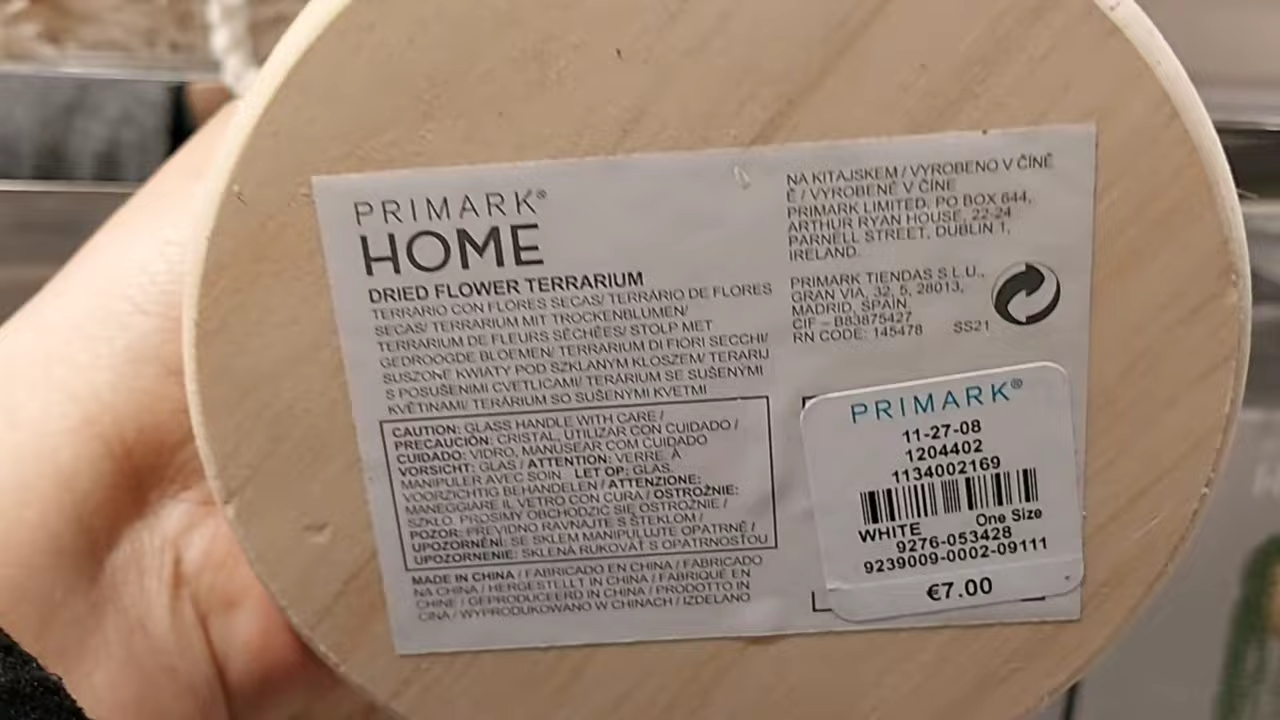 PRIMARK®
HOME
DRIED FLOWER TERRARIUM
TERRARIO CON FLORES SECAS/ TERRÁRIO DE FLORES
SECAS/ TERRARIUM MIT TROCKENBLUMEN/
TERRARIUM DE FLEURS SÉCHÉES/ STOLP MET
GEDROOGDE BLOEMEN/ TERRARIUM DI FIORI SECCHI/
SUSZONE KWIATY POD SZKLANYM KLOSZEM/ TERARIJ
S POSUŠENIMI CVETLICAMI/ TERÁRIUM SE SUŠENÝMI
KVĚTINAMI/ TERÁRIUM SO SUŠENÝMI KVETMI
CAUTION: GLASS HANDLE WITH CARE /
PRECAUCIÓN: CRISTAL, UTILIZAR CON CUIDADO /
CUIDADO: VIDRO, MANUSEAR COM CUIDADO
VORSICHT: GLAS / ATTENTION: VERRE. À
MANIPULER AVEC SOIN LET OP: GLAS.
VOORZICHTIG BEHANDELEN / ATTENZIONE:
MANEGGIARE IL VETRO CON CURA / OSTROŻNIE:
SZKŁO. PROSIMY OBCHODZIĆ SIĘ OSTROŻNIE /
POZOR: PREVIDNO RAVNAJTE S STEKLOM /
UPOZORNĚNÍ: SE SKLEM MANIPULUJTE OPATRNĚ /
UPOZORNENIE: SKLENÁ RUKOVÄŤ S OPATRNOSŤOU
MADE IN CHINA / FABRICADO EN CHINA / FABRICADO
NA CHINA / HERGESTELLT IN CHINA / FABRIQUÉ EN
CHINE / GEPRODUCEERD IN CHINA / PRODOTTO IN
CINA / WYPRODUKOWANO W CHINACH / IZDELANO
NA KITAJSKEM / VYROBENO V ČÍNĚ
E / VYROBENÉ V ČÍNE
PRIMARK LIMITED, PO BOX 644,
ARTHUR RYAN HOUSE, 22-24
PARNELL STREET, DUBLIN 1,
IRELAND.
PRIMARK TIENDAS S.L.U.,
GRAN VIA, 32, 5, 28013,
MADRID, SPAIN
CIF – B83875427
RN CODE: 145478 SS21
PRIMARK®
11-27-08
1204402
1134002169
WHITE One Size
9276-053428
9239009-0002-09111
€7.00